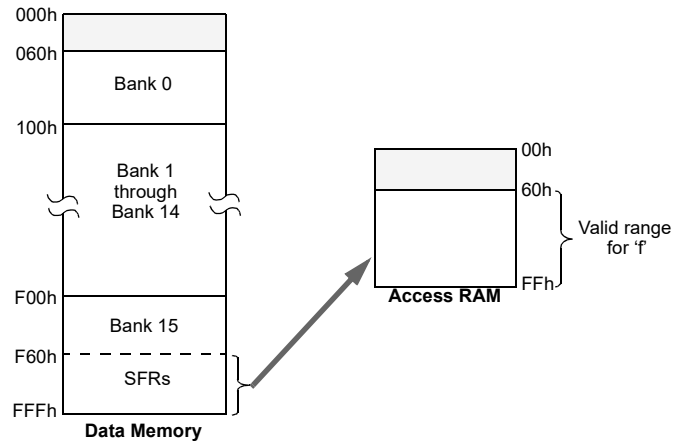 000h
060h
Bank 0
100h
Bank 1
through
Bank 14
F00h
Bank 15
F60h
SFRs
FFFh
Data Memory
00h
60h
Valid range
for ‘f’
FFh
Access RAM